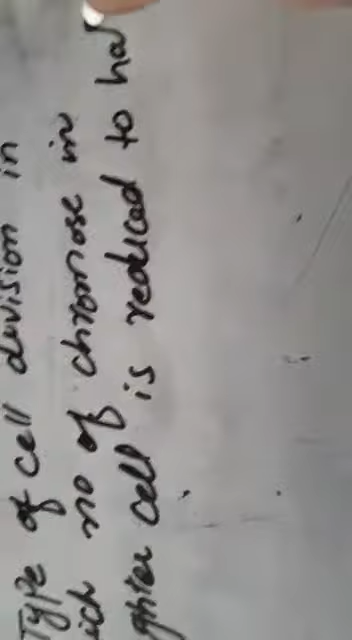 Type of cell division in
ich no of chromose in
ghter cell is reduced to hal